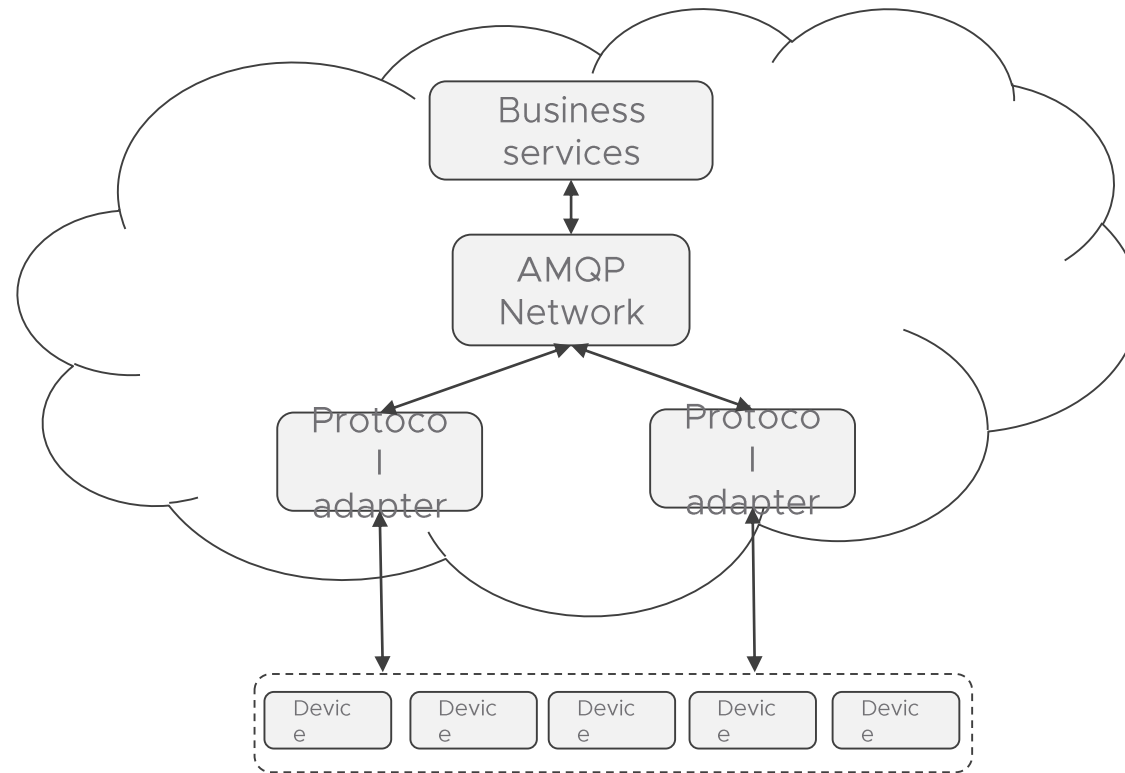 Business
services
AMQP
Network
Protoco
l
adapter
Protoco
l
adapter
Devic
e
Devic
e
Devic
e
Devic
e
Devic
e